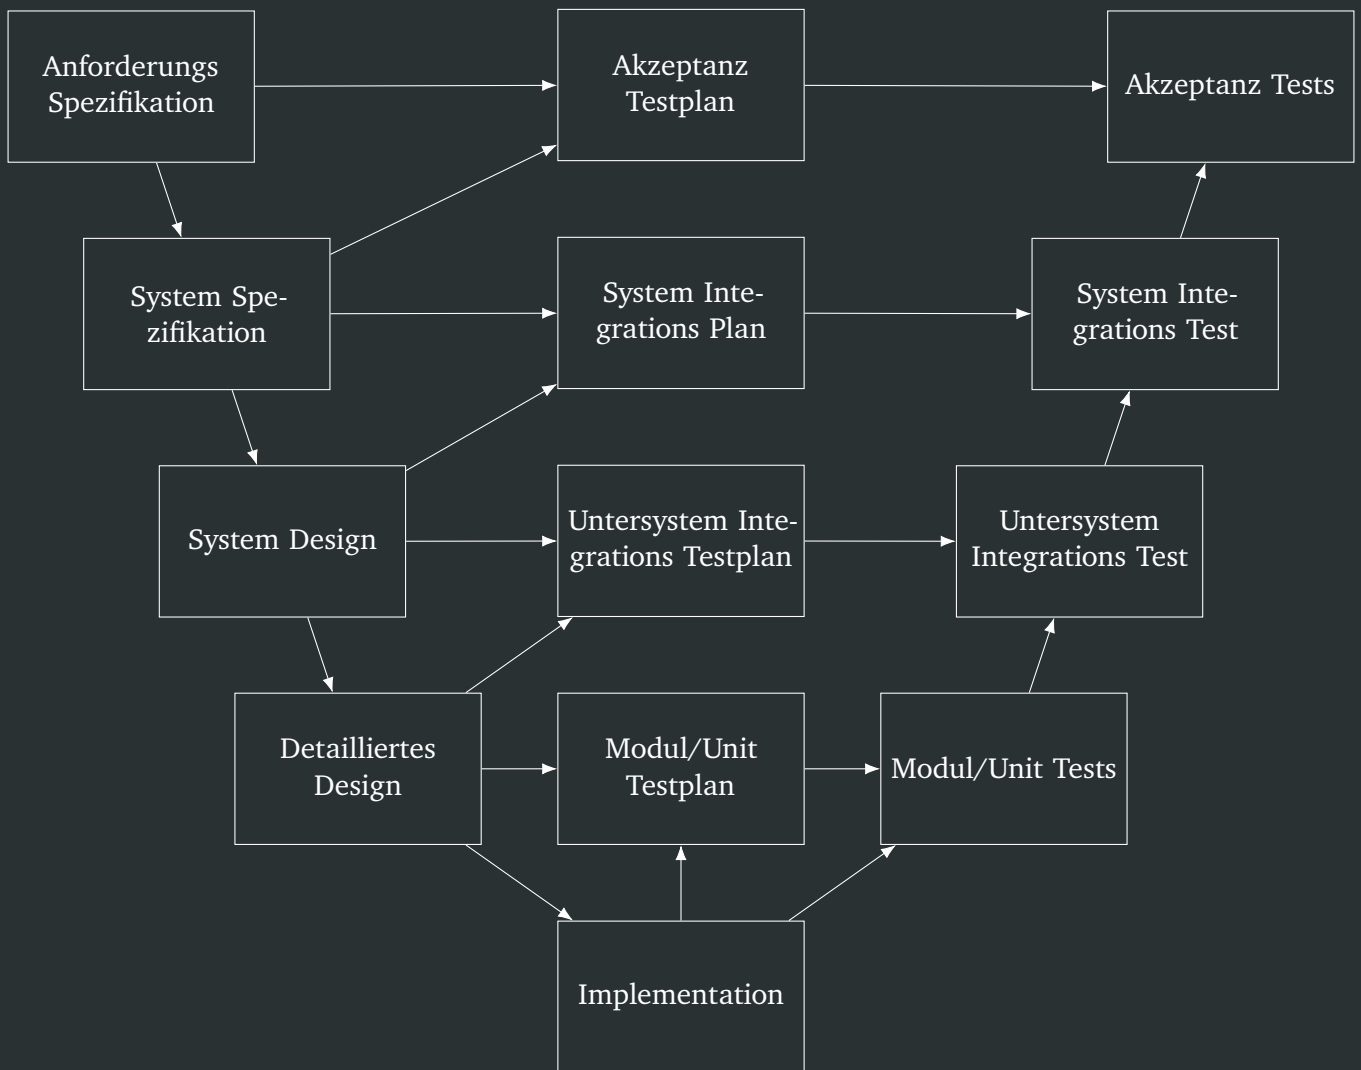 Anforderungs
Spezifikation
Akzeptanz
Testplan
Akzeptanz Tests
System Spe-
zifikation
System Inte-
grations Plan
System Inte-
grations Test
System Design
Untersystem Inte-
grations Testplan
Untersystem
Integrations Test
Detailliertes
Design
Modul/Unit
Testplan
Modul/Unit Tests
Implementation